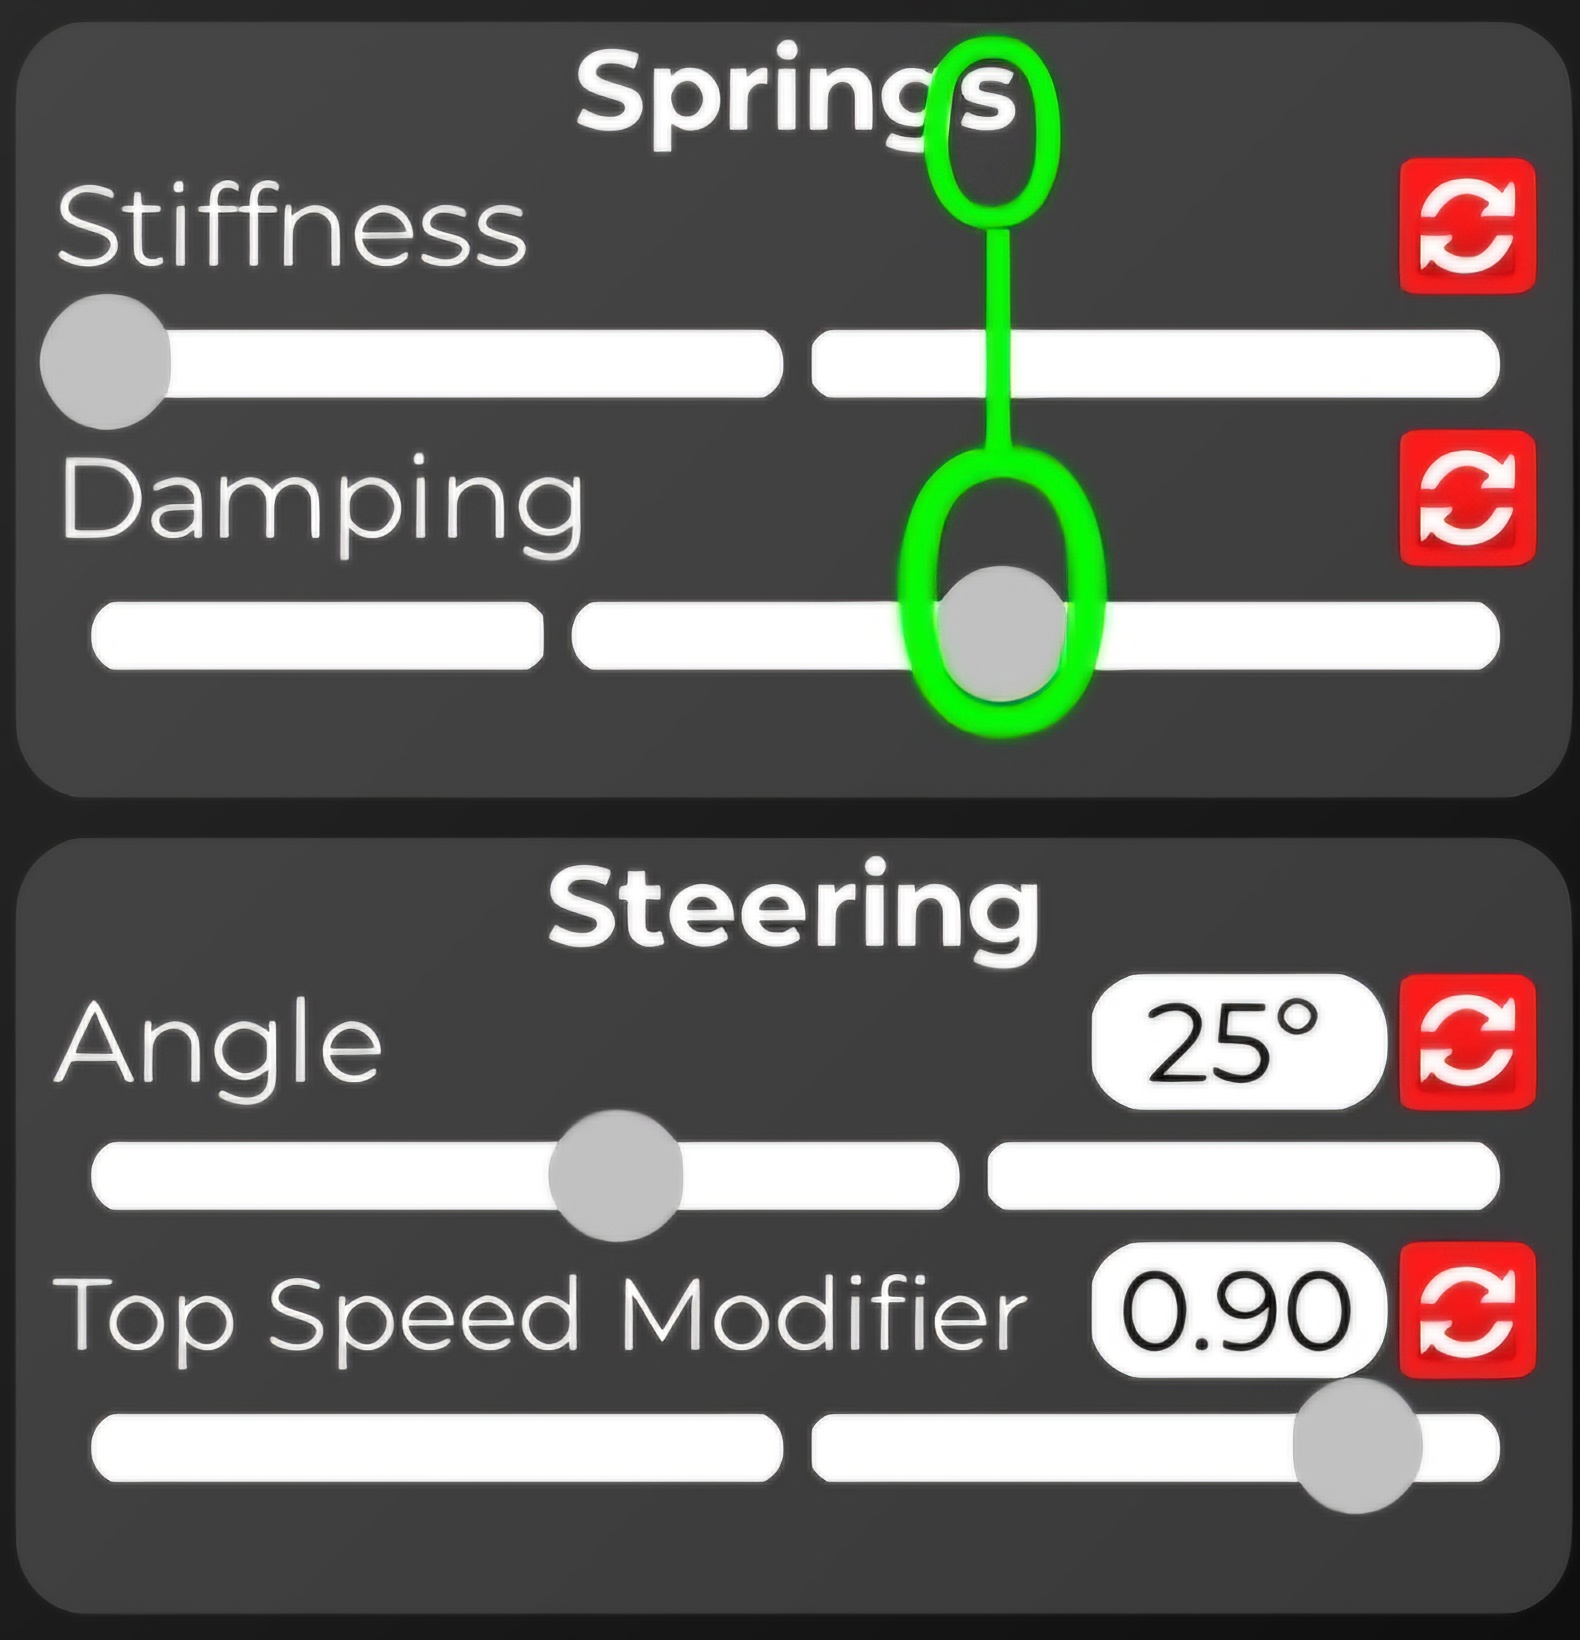 Springs
Stiffness
Damping
Steering
Angle 25°
Top Speed Modifier 0.90